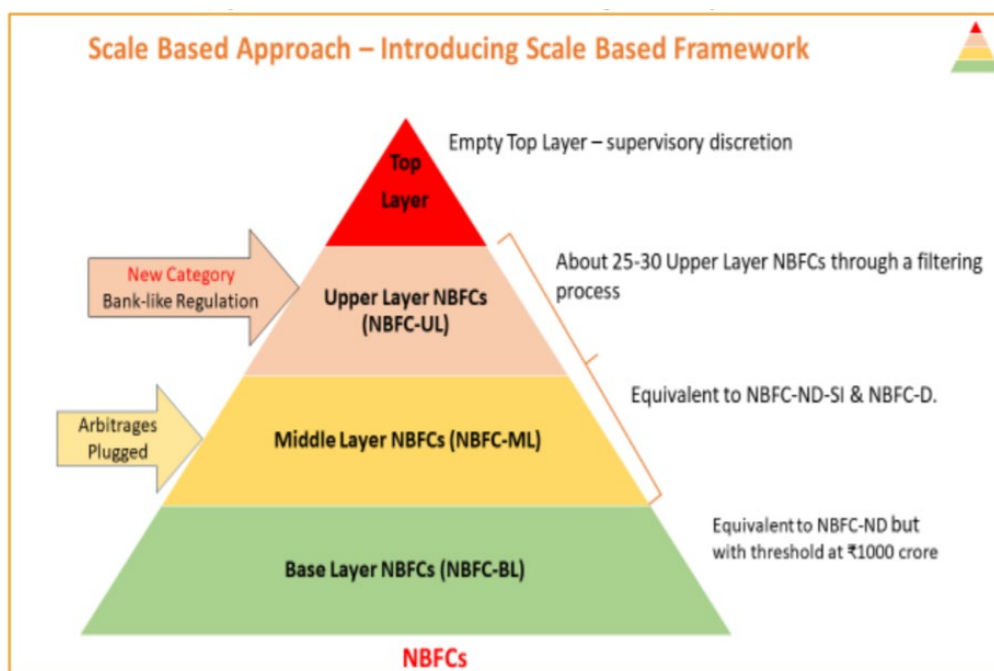 Scale Based Approach – Introducing Scale Based Framework
Empty Top Layer – supervisory discretion
Top
Layer
About 25-30 Upper Layer NBFCs through a filtering
process
New Category
Bank-like Regulation
Upper Layer NBFCs
(NBFC-UL)
Equivalent to NBFC-ND-SI & NBFC-D.
Arbitrages
Plugged
Middle Layer NBFCs (NBFC-ML)
Equivalent to NBFC-ND but
with threshold at ₹1000 crore
Base Layer NBFCs (NBFC-BL)
NBFCs